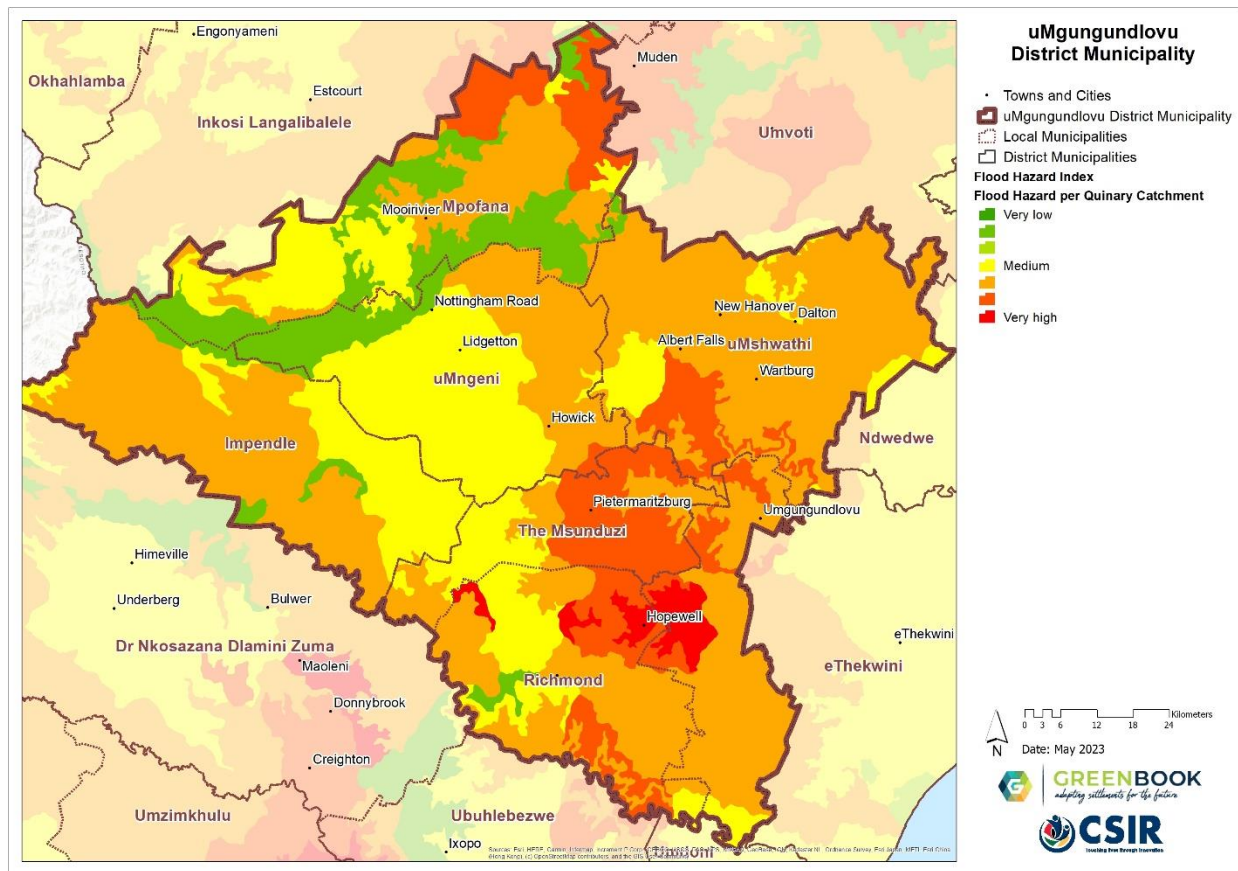 uMgungundlovu
District Municipality
Towns and Cities
uMgungundlovu District Municipality
Local Municipalities
District Municipalities
Flood Hazard Index
Flood Hazard per Quinary Catchment
Very low
Medium
Very high
Engonyameni
Okhahlamba
Estcourt
Inkosi Langalibalele
Muden
Umvoti
Mooirivier
Mpofana
Nottingham Road
Lidgetton
uMngeni
New Hanover
Dalton
Albert Falls
uMshwathi
Wartburg
Howick
Impendle
Ndwedwe
Pietermaritzburg
The Msunduzi
Umgungundlovu
Himeville
Underberg
Bulwer
Hopewell
eThekwini
Dr Nkosazana Dlamini Zuma
Maoleni
eThekwini
Richmond
Donnybrook
Creighton
Umzimkhulu
Ubuhlebezwe
Ixopo
Kilometers
0 3 6 12 18 24
N
Date: May 2023
GREENBOOK
adapting settlements for the future
CSIR
Touching lives through innovation